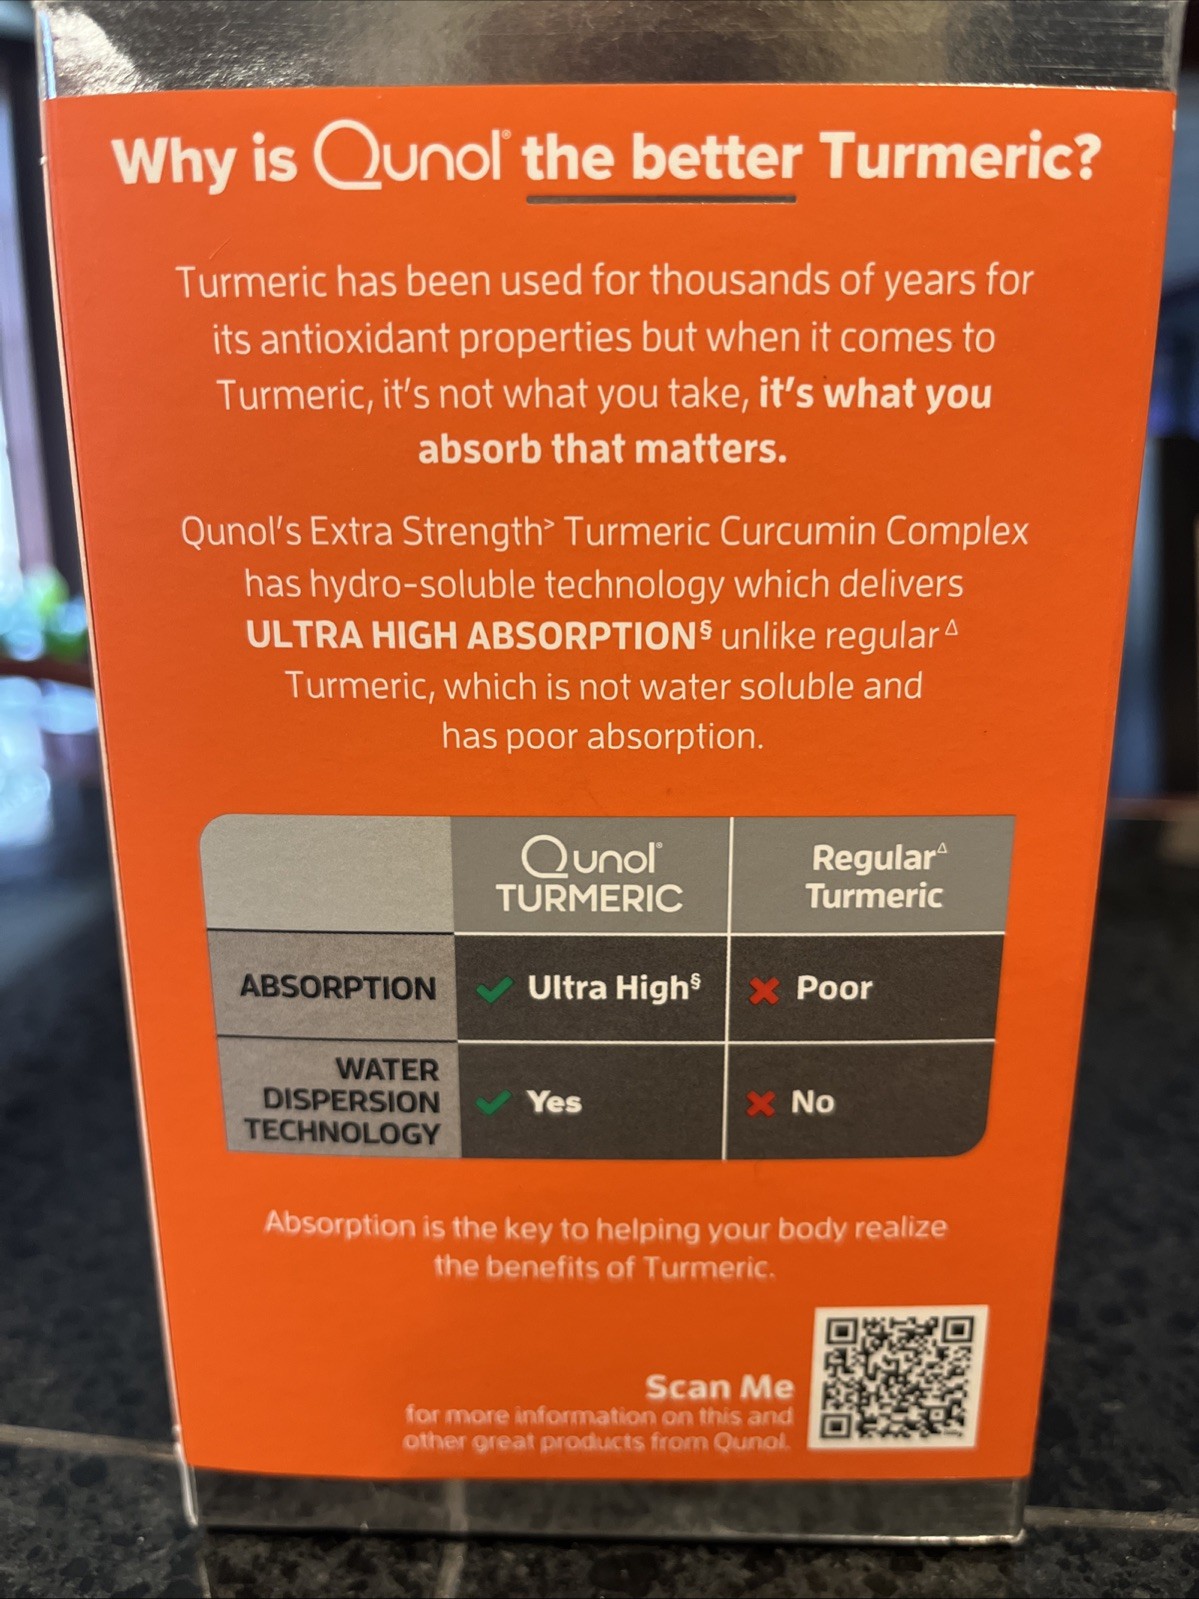 Why is Qunol® the better Turmeric?
Turmeric has been used for thousands of years for
its antioxidant properties but when it comes to
Turmeric, it's not what you take, it's what you
absorb that matters.
Qunol's Extra Strength> Turmeric Curcumin Complex
has hydro-soluble technology which delivers
ULTRA HIGH ABSORPTION§ unlike regular△
Turmeric, which is not water soluble and
has poor absorption.
Qunol®
TURMERIC
Regular△
Turmeric
ABSORPTION
Ultra High§
Poor
WATER
DISPERSION
TECHNOLOGY
Yes
No
Absorption is the key to helping your body realize
the benefits of Turmeric.
Scan Me
for more information on this and
other great products from Qunol.